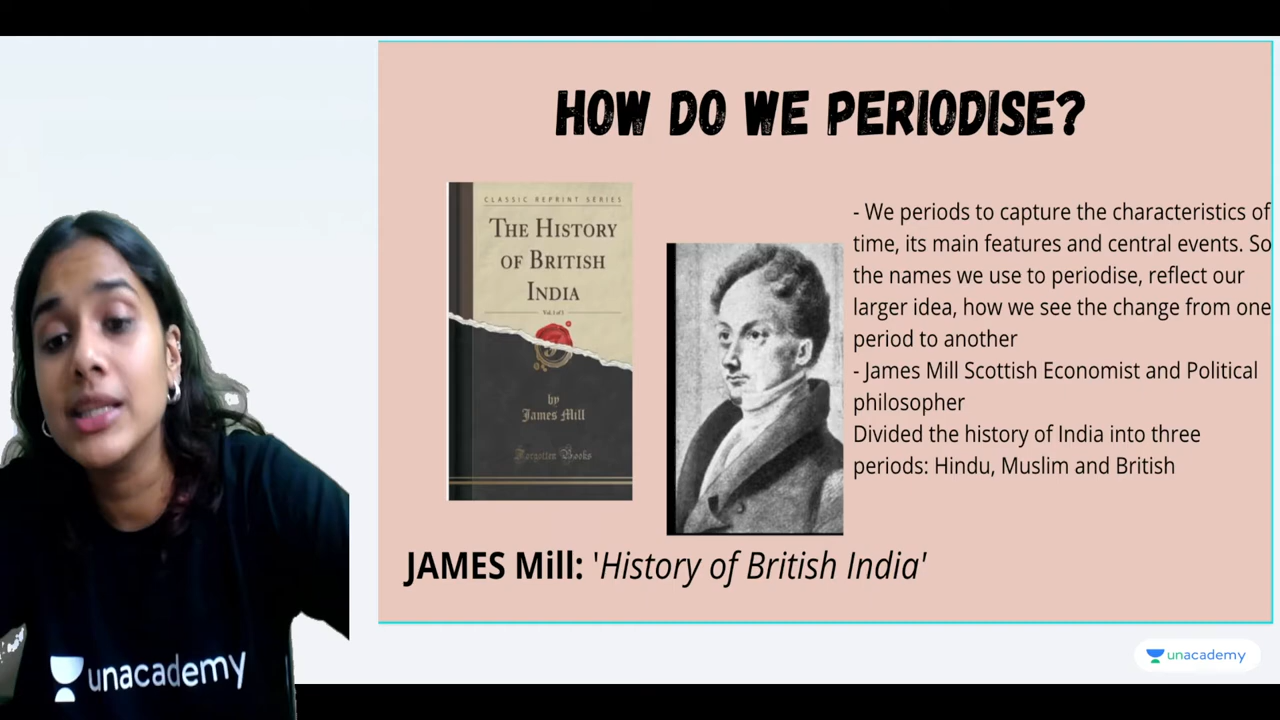 HOW DO WE PERIODISE?
CLASSIC REPRINT SERIES
THE HISTORY
OF BRITISH
INDIA
Vol. 1 of 3
by
James Mill
Forgotten Books
- We periods to capture the characteristics of
time, its main features and central events. So
the names we use to periodise, reflect our
larger idea, how we see the change from one
period to another
- James Mill Scottish Economist and Political
philosopher
Divided the history of India into three
periods: Hindu, Muslim and British
JAMES Mill: 'History of British India'
unacademy
unacademy